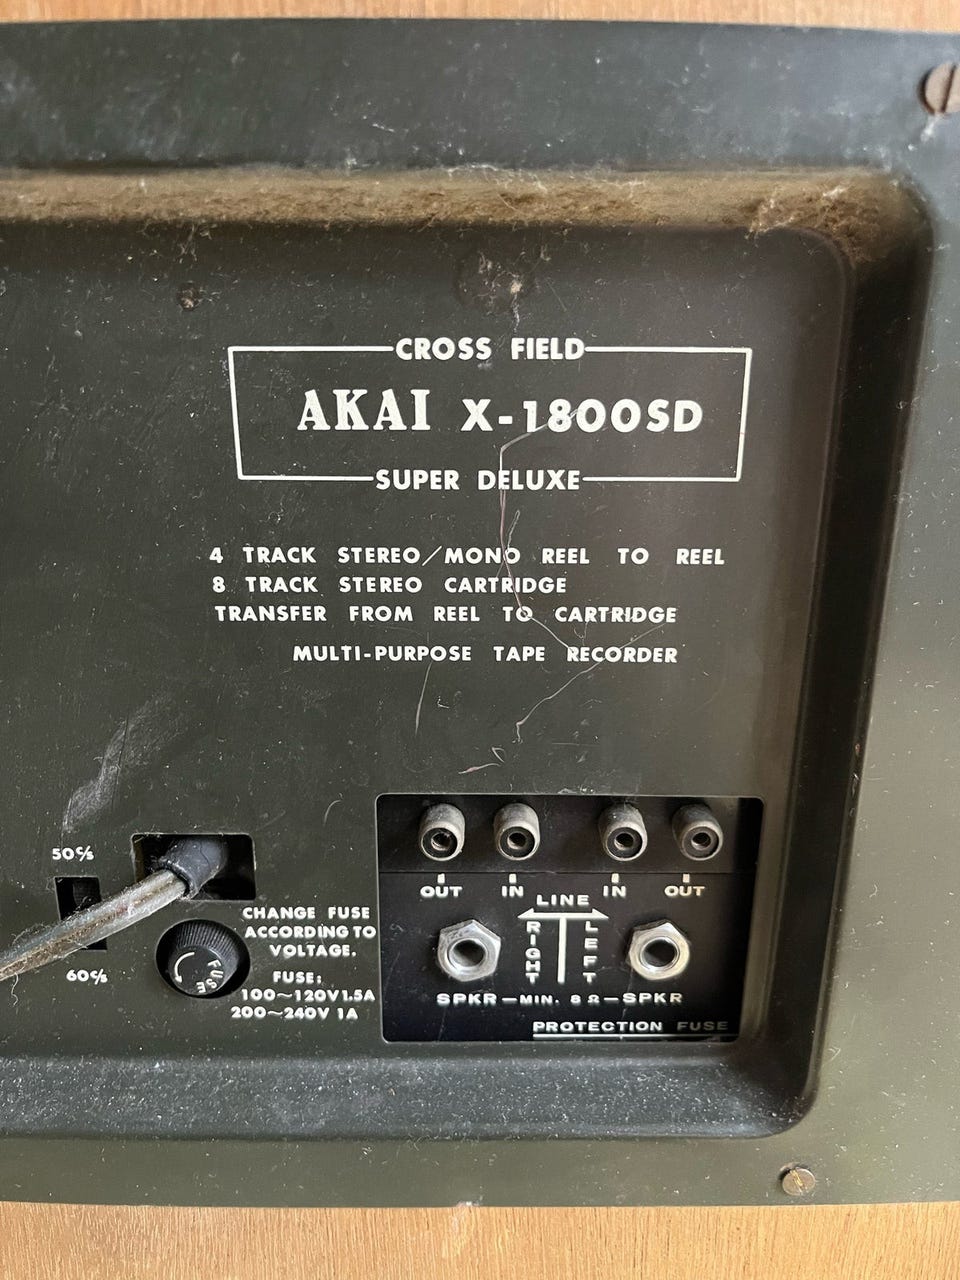 CROSS FIELD
AKAI X-1800SD
SUPER DELUXE
4 TRACK STEREO/MONO REEL TO REEL
8 TRACK STEREO CARTRIDGE
TRANSFER FROM REEL TO CARTRIDGE
MULTI-PURPOSE TAPE RECORDER
50℅
60℅
CHANGE FUSE
ACCORDING TO
VOLTAGE.
FUSE:
100~120V1.5A
200~240V 1A
FUSE
OUT IN IN OUT
LINE
RIGHT LEFT
SPKR-MIN. 8Ω-SPKR
PROTECTION FUSE